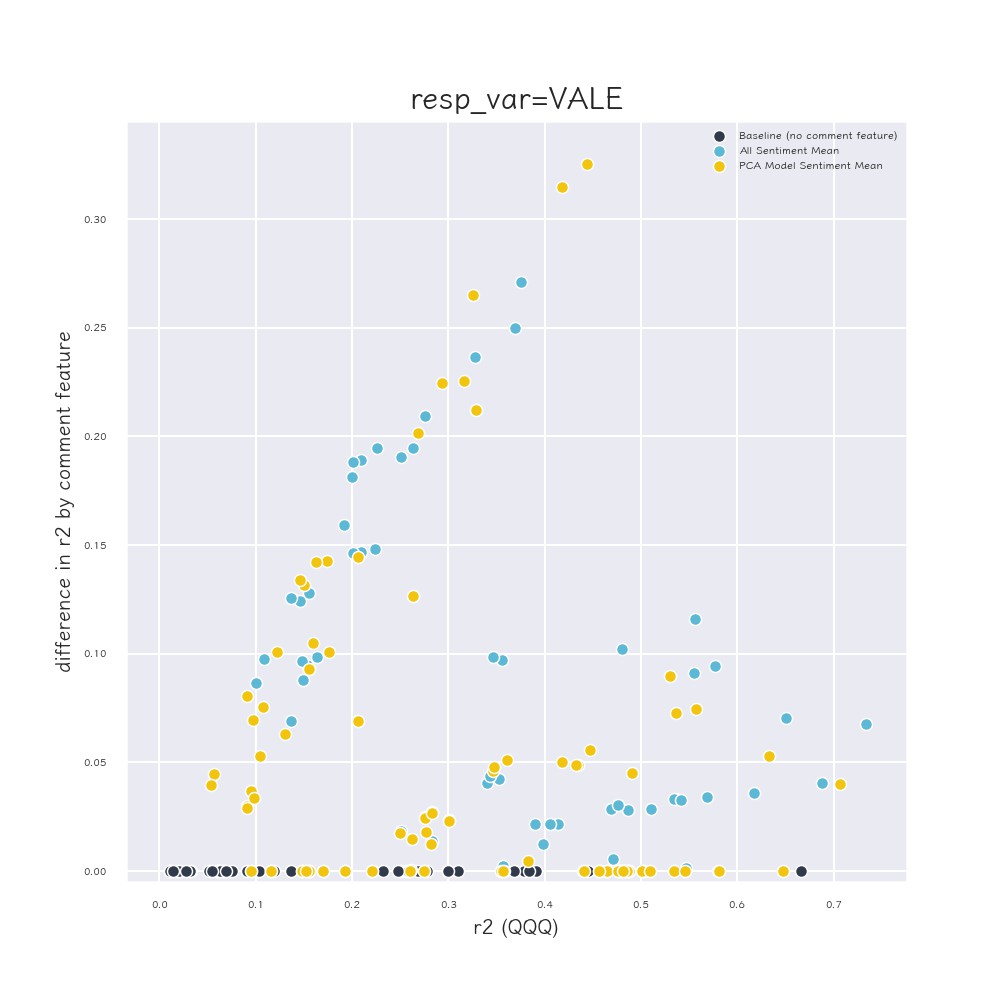 resp_var=VALE
Baseline (no comment feature)
All Sentiment Mean
PCA Model Sentiment Mean
difference in r2 by comment feature
0.30
0.25
0.20
0.15
0.10
0.05
0.00
0.0 0.1 0.2 0.3 0.4 0.5 0.6 0.7
r2 (QQQ)